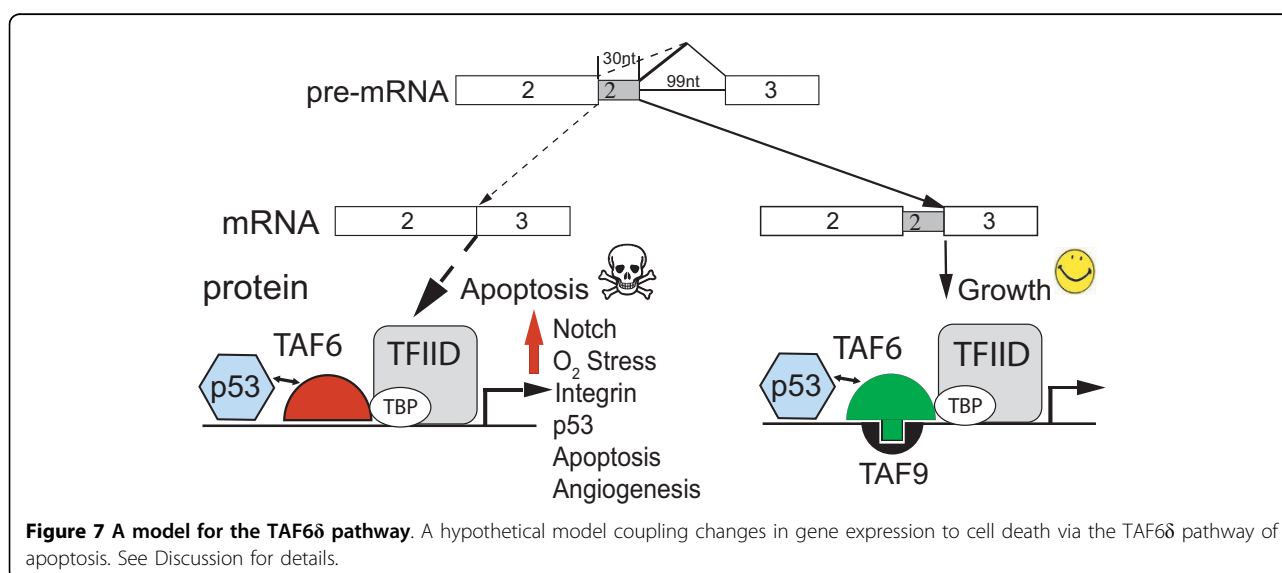 30nt
99nt
pre-mRNA
2
2
3
mRNA
2
3
2
2
3
protein
Apoptosis
Growth
Notch
O2 Stress
Integrin
p53
Apoptosis
Angiogenesis
TAF6
TFIID
p53
TBP
TAF6
TFIID
p53
TBP
TAF9
Figure 7 A model for the TAF6δ pathway. A hypothetical model coupling changes in gene expression to cell death via the TAF6δ pathway of
apoptosis. See Discussion for details.